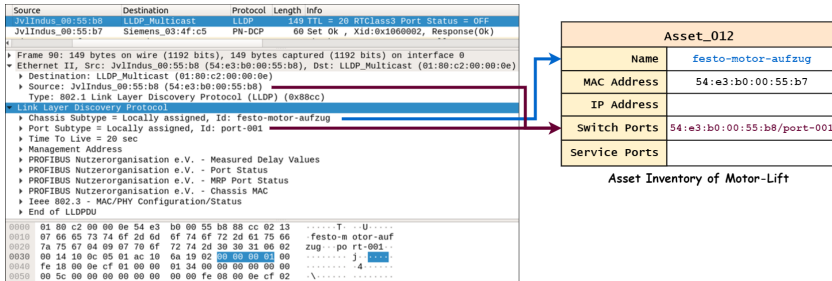 Source Destination Protocol Length Info
JvlIndus_00:55:b8 LLDP_Multicast LLDP 149 TTL = 20 RTClass3 Port Status = OFF
JvlIndus_00:55:b7 Siemens_03:4f:c5 PN-DCP 60 Set Ok , Xid:0x1060002, Response(Ok)
Frame 90: 149 bytes on wire (1192 bits), 149 bytes captured (1192 bits) on interface 0
Ethernet II, Src: JvlIndus_00:55:b8 (54:e3:b0:00:55:b8), Dst: LLDP_Multicast (01:80:c2:00:00:0e)
Destination: LLDP_Multicast (01:80:c2:00:00:0e)
Source: JvlIndus_00:55:b8 (54:e3:b0:00:55:b8)
Type: 802.1 Link Layer Discovery Protocol (LLDP) (0x88cc)
Link Layer Discovery Protocol
Chassis Subtype = Locally assigned, Id: festo-motor-aufzug
Port Subtype = Locally assigned, Id: port-001
Time To Live = 20 sec
Management Address
PROFIBUS Nutzerorganisation e.V. - Measured Delay Values
PROFIBUS Nutzerorganisation e.V. - Port Status
PROFIBUS Nutzerorganisation e.V. - MRP Port Status
PROFIBUS Nutzerorganisation e.V. - Chassis MAC
Ieee 802.3 - MAC/PHY Configuration/Status
End of LLDPDU
0000 01 80 c2 00 00 0e 54 e3 b0 00 55 b8 88 cc 02 13 ······T· ··U·····
0010 07 66 65 73 74 6f 2d 6d 6f 74 6f 72 2d 61 75 66 ·festo-m otor-auf
0020 7a 75 67 04 09 07 70 6f 72 74 2d 30 30 31 06 02 zug···po rt-001··
0030 00 14 10 0c 05 01 ac 10 6a 19 02 00 00 00 01 00 ········ j·······
0040 fe 18 00 0e cf 01 00 00 01 34 00 00 00 00 00 00 ········ ·4······
0050 00 5c 00 00 00 00 00 00 00 00 fe 08 00 0e cf 02 ·\······ ········
Asset_012
Name festo-motor-aufzug
MAC Address 54:e3:b0:00:55:b7
IP Address
Switch Ports 54:e3:b0:00:55:b8/port-001
Service Ports
Asset Inventory of Motor-Lift